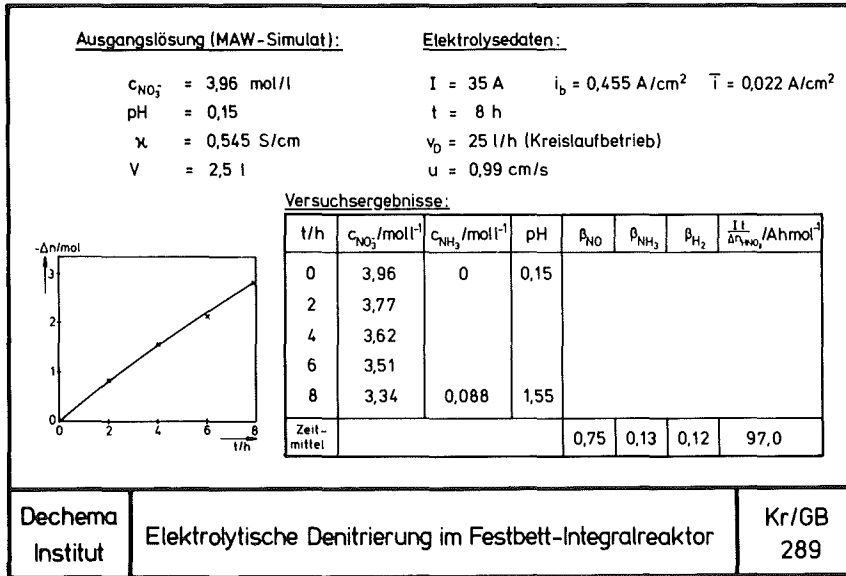 Ausgangslösung (MAW-Simulat):
c_NO₃⁻ = 3,96 mol/l
pH = 0,15
ϰ = 0,545 S/cm
V = 2,5 l
Elektrolysedaten:
I = 35 A i_b = 0,455 A/cm² i̅ = 0,022 A/cm²
t = 8 h
v_D = 25 l/h (Kreislaufbetrieb)
u = 0,99 cm/s
Versuchsergebnisse:
t/h c_NO₃⁻/mol l⁻¹ c_NH₃/mol l⁻¹ pH β_NO β_NH₃ β_H₂ I t/Δn_HNO₃ /Ah mol⁻¹
0 3,96 0 0,15
2 3,77
4 3,62
6 3,51
8 3,34 0,088 1,55
Zeit-
mittel 0,75 0,13 0,12 97,0
-Δn/mol
3
2
1
0
0 2 4 6 8
t/h
Dechema
Institut
Elektrolytische Denitrierung im Festbett-Integralreaktor
Kr/GB
289